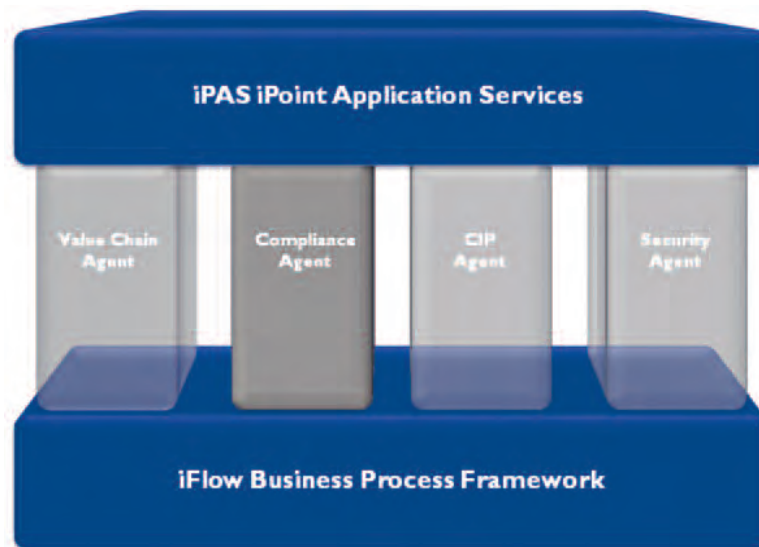 iPAS iPoint Application Services
Value Chain
Agent
Compliance
Agent
CIP
Agent
Security
Agent
iFlow Business Process Framework